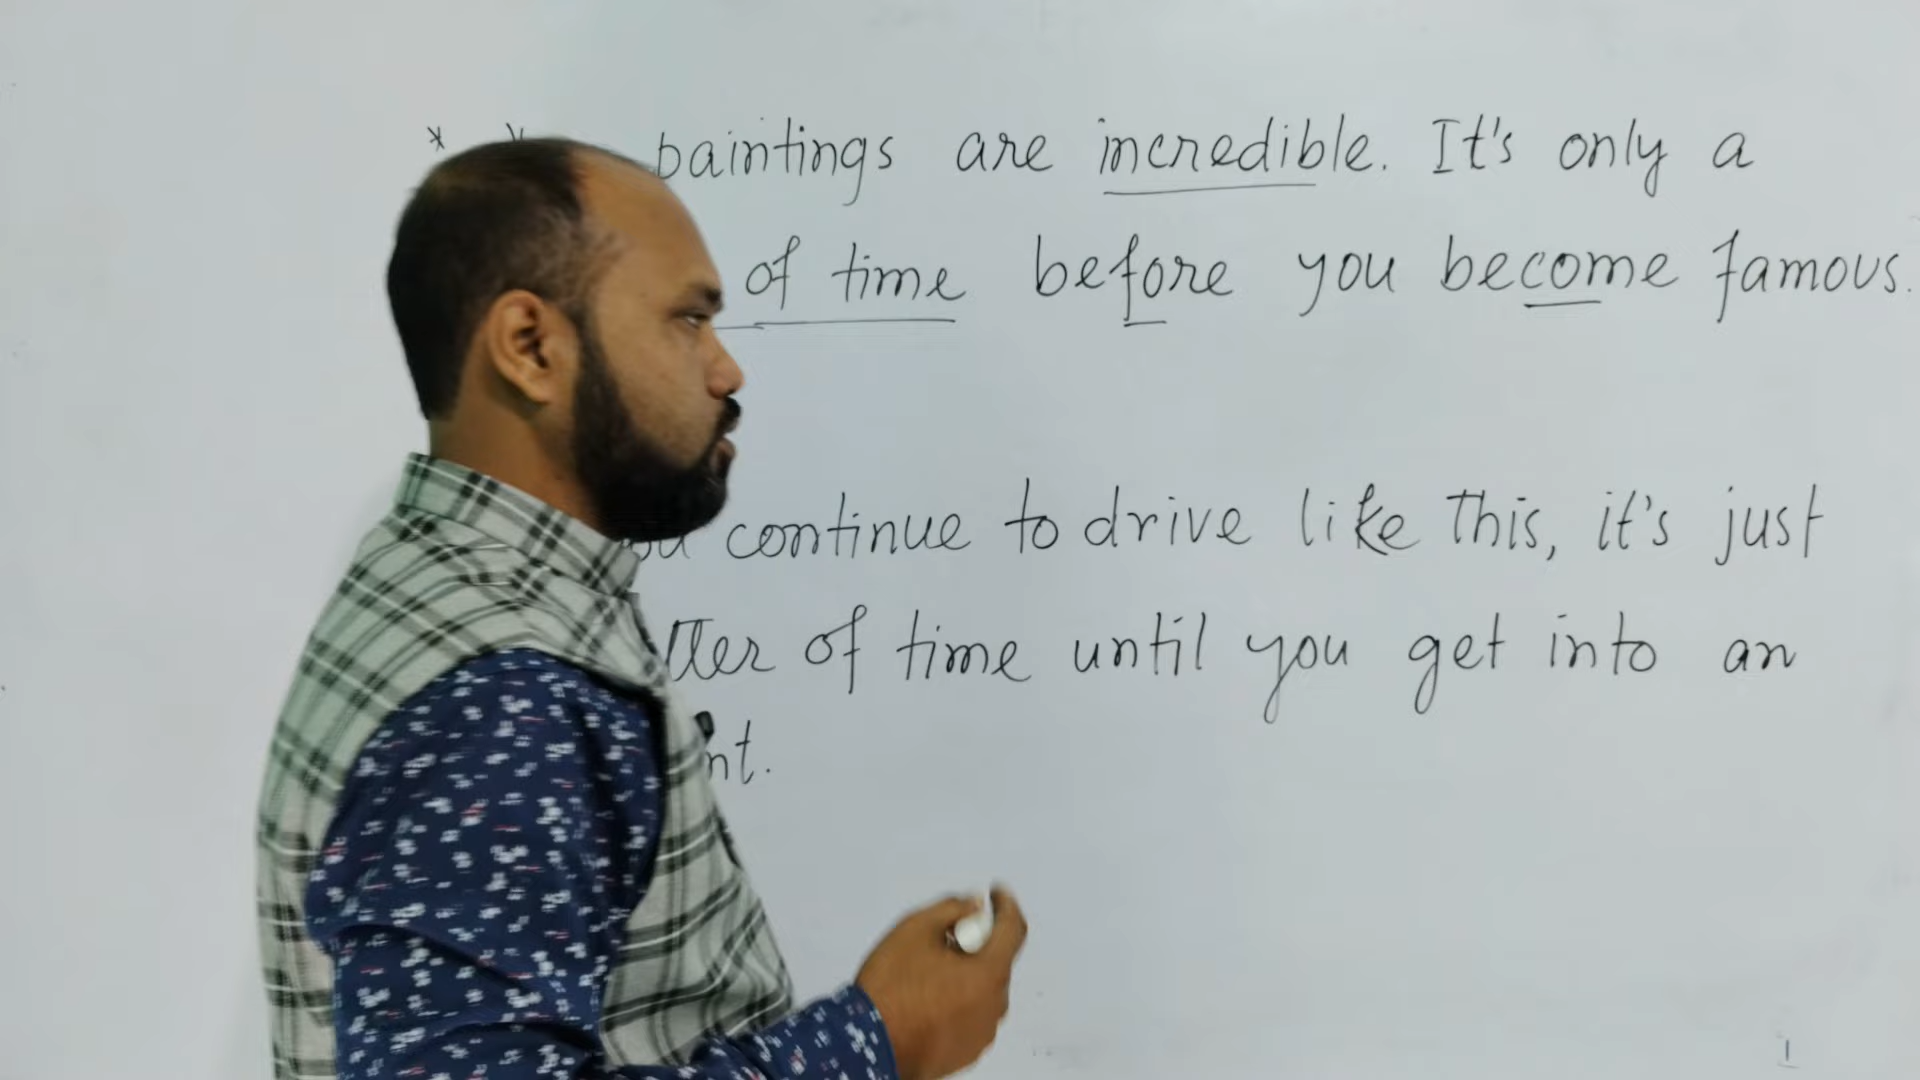 * paintings are incredible. It's only a
of time before you become famous.
continue to drive like this, it's just
of time until you get into an